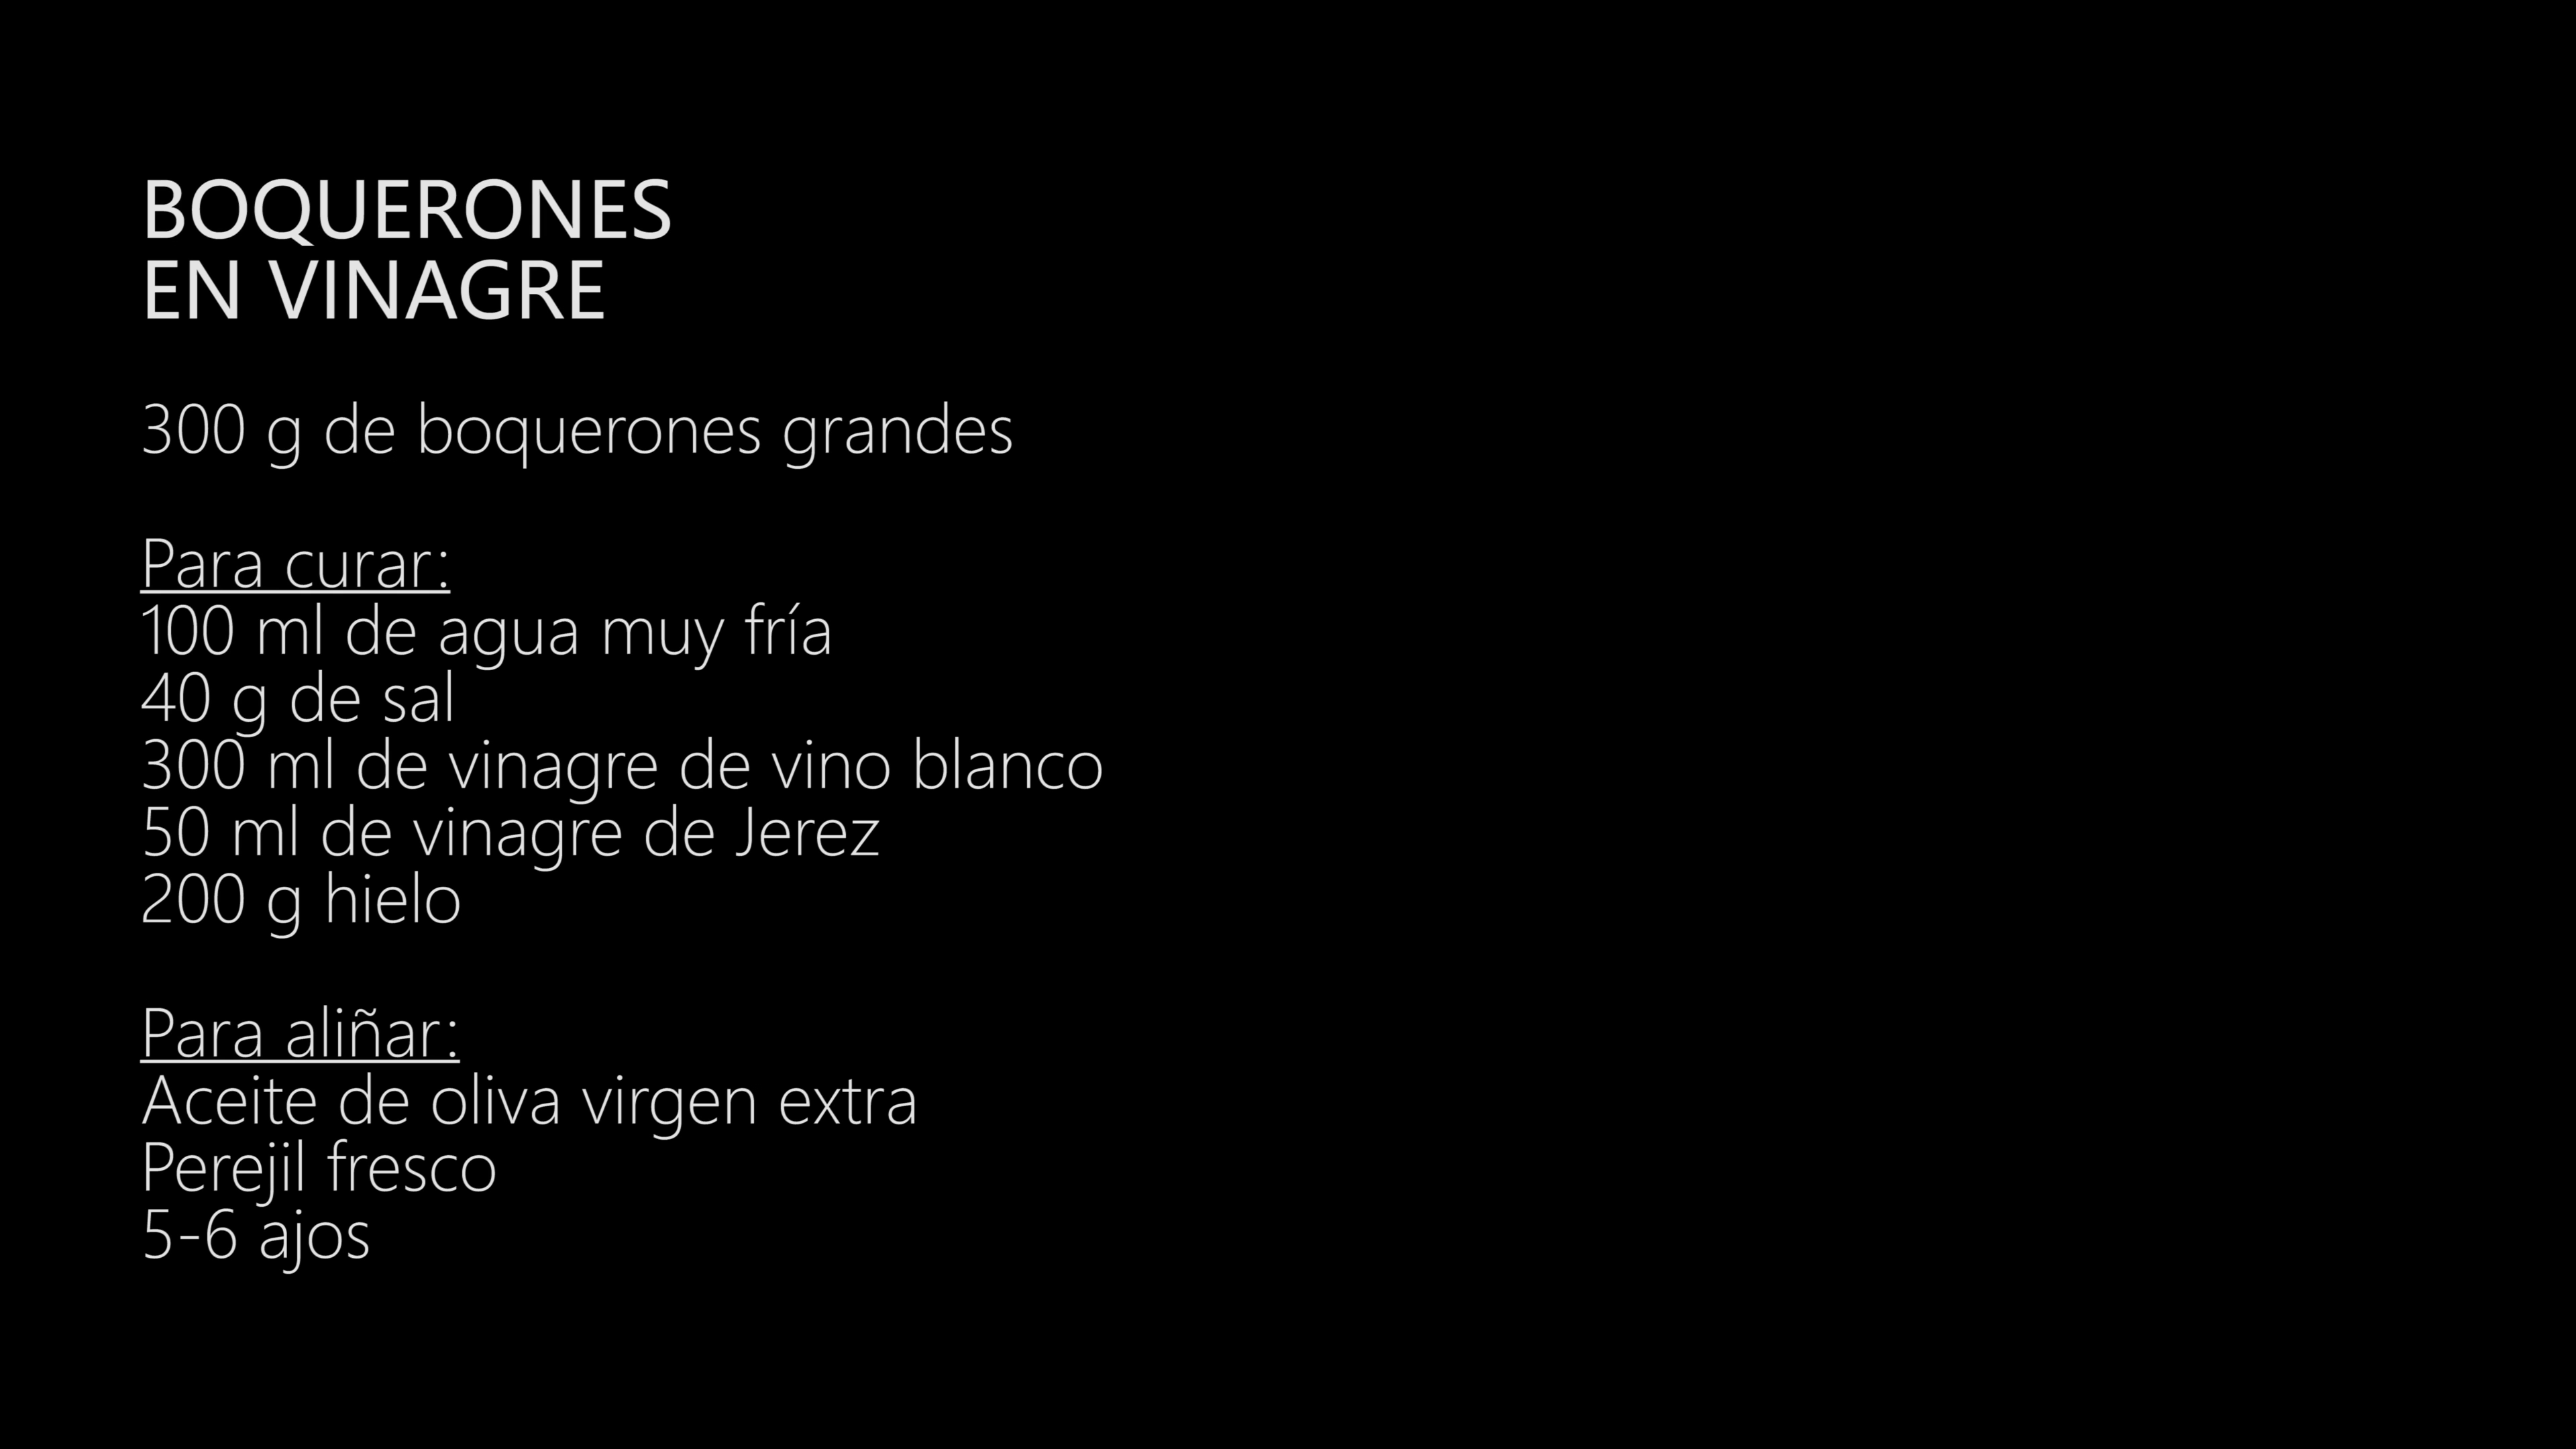 BOQUERONES
EN VINAGRE
300 g de boquerones grandes
Para curar:
100 ml de agua muy fría
40 g de sal
300 ml de vinagre de vino blanco
50 ml de vinagre de Jerez
200 g hielo
Para aliñar:
Aceite de oliva virgen extra
Perejil fresco
5-6 ajos